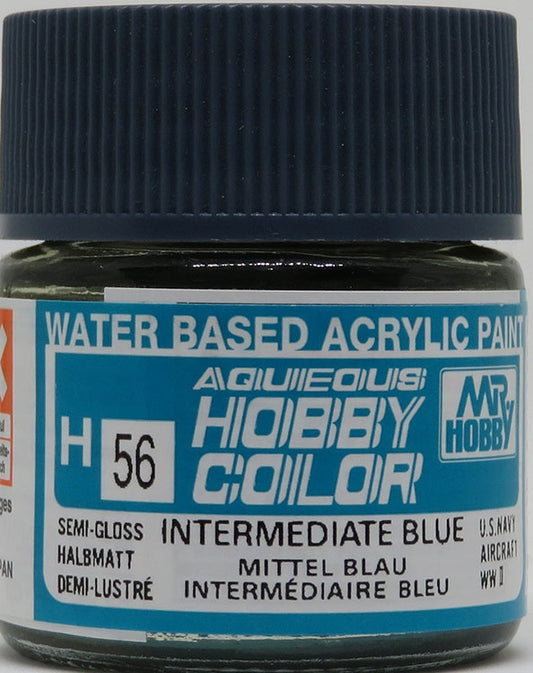 WATER BASED ACRYLIC PAINT
AQUEOUS
HOBBY
COLOR
H 56
MR
HOBBY
SEMI-GLOSS
HALBMATT
DEMI-LUSTRÉ
INTERMEDIATE BLUE
MITTEL BLAU
INTERMÉDIAIRE BLEU
U.S. NAVY
AIRCRAFT
WW II